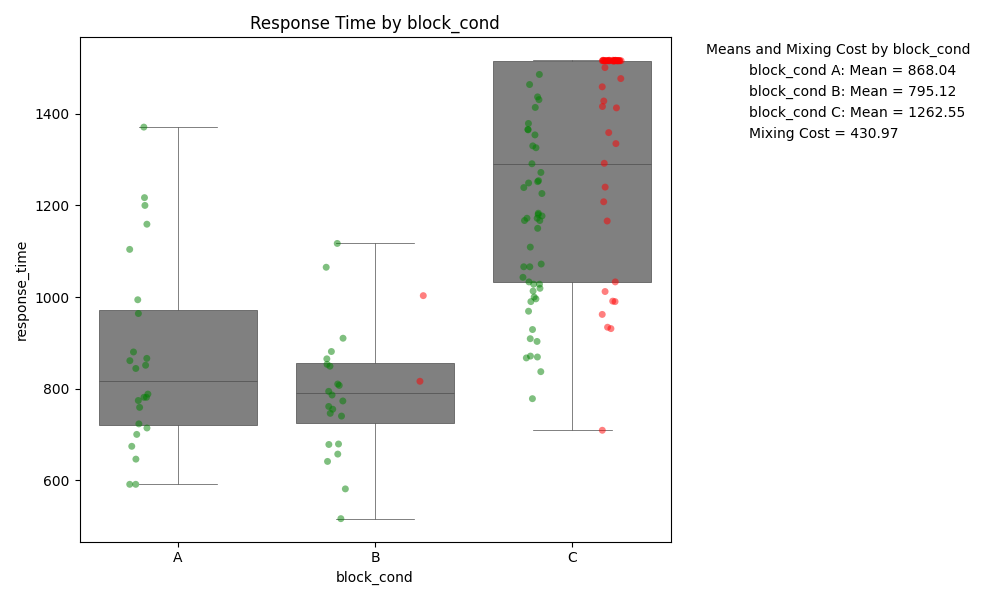 Response Time by block_cond
Means and Mixing Cost by block_cond
block_cond A: Mean = 868.04
block_cond B: Mean = 795.12
block_cond C: Mean = 1262.55
Mixing Cost = 430.97
response_time
1400
1200
1000
800
600
A
B
C
block_cond